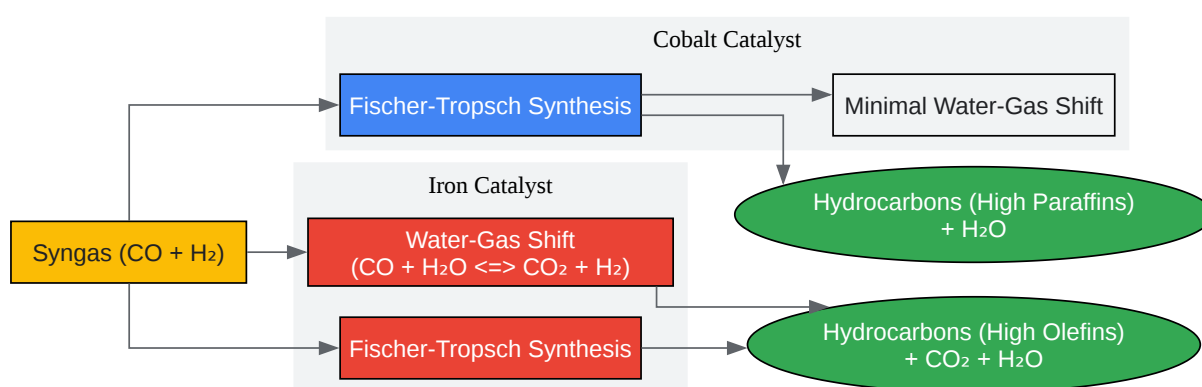 Cobalt Catalyst
Fischer-Tropsch Synthesis
Minimal Water-Gas Shift
Iron Catalyst
Hydrocarbons (High Paraffins)
+ H₂O
Syngas (CO + H₂)
Water-Gas Shift
(CO + H₂O <=> CO₂ + H₂)
Fischer-Tropsch Synthesis
Hydrocarbons (High Olefins)
+ CO₂ + H₂O